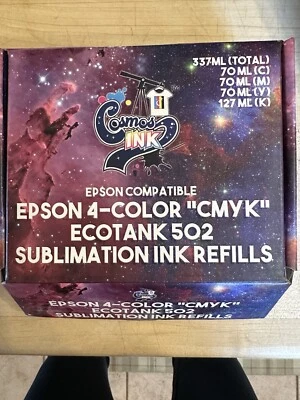 337ML (TOTAL)
70 ML (C)
70 ML (M)
70 ML (Y)
127 ML (K)
Cosmos
INK
EPSON COMPATIBLE
EPSON 4-COLOR "CMYK"
ECOTANK 502
SUBLIMATION INK REFILLS
EPSON 4-COLOR "CMYK"
ECOTANK 502
SUBLIMATION INK REFILLS